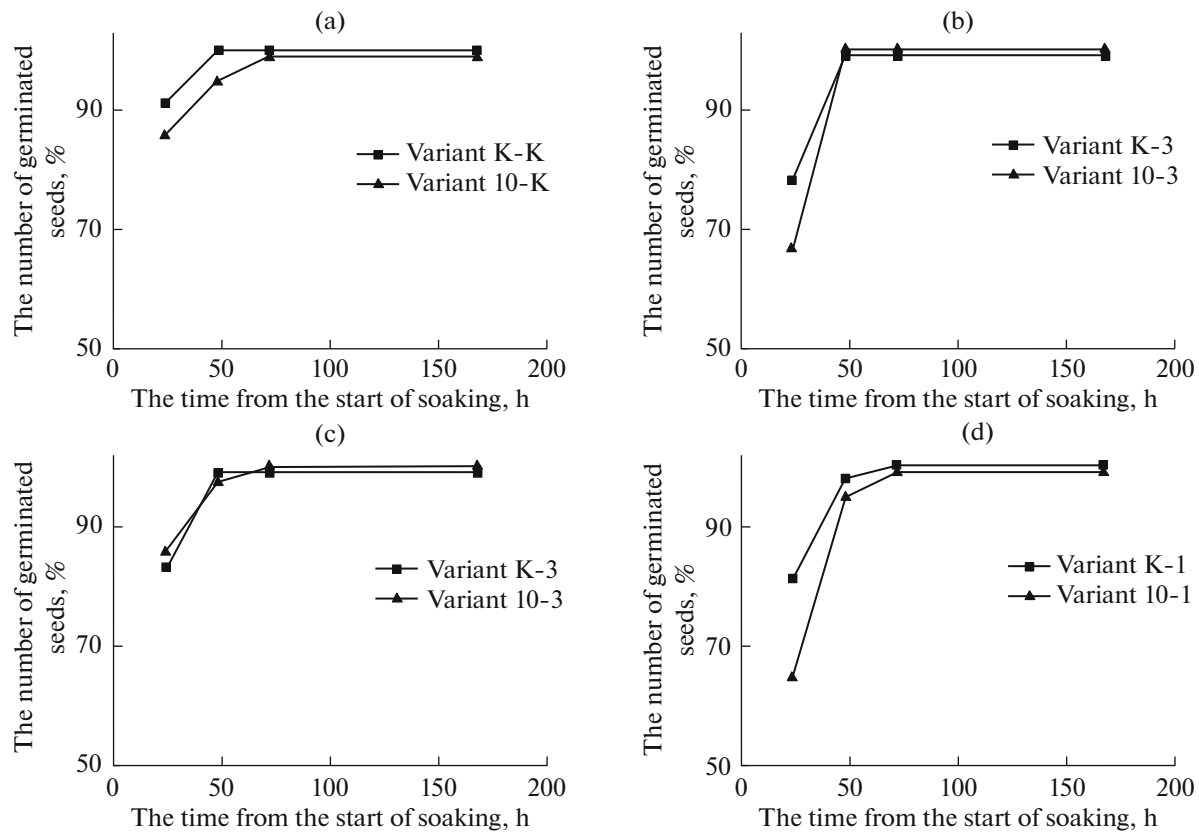 (a)
The number of germinated
seeds, %
90
70
50
0
50
100
150
200
Variant K-K
Variant 10-K
The time from the start of soaking, h
(b)
The number of germinated
seeds, %
90
70
50
0
50
100
150
200
Variant K-3
Variant 10-3
The time from the start of soaking, h
(c)
The number of germinated
seeds, %
90
70
50
0
50
100
150
200
Variant K-3
Variant 10-3
The time from the start of soaking, h
(d)
The number of germinated
seeds, %
90
70
50
0
50
100
150
200
Variant K-1
Variant 10-1
The time from the start of soaking, h